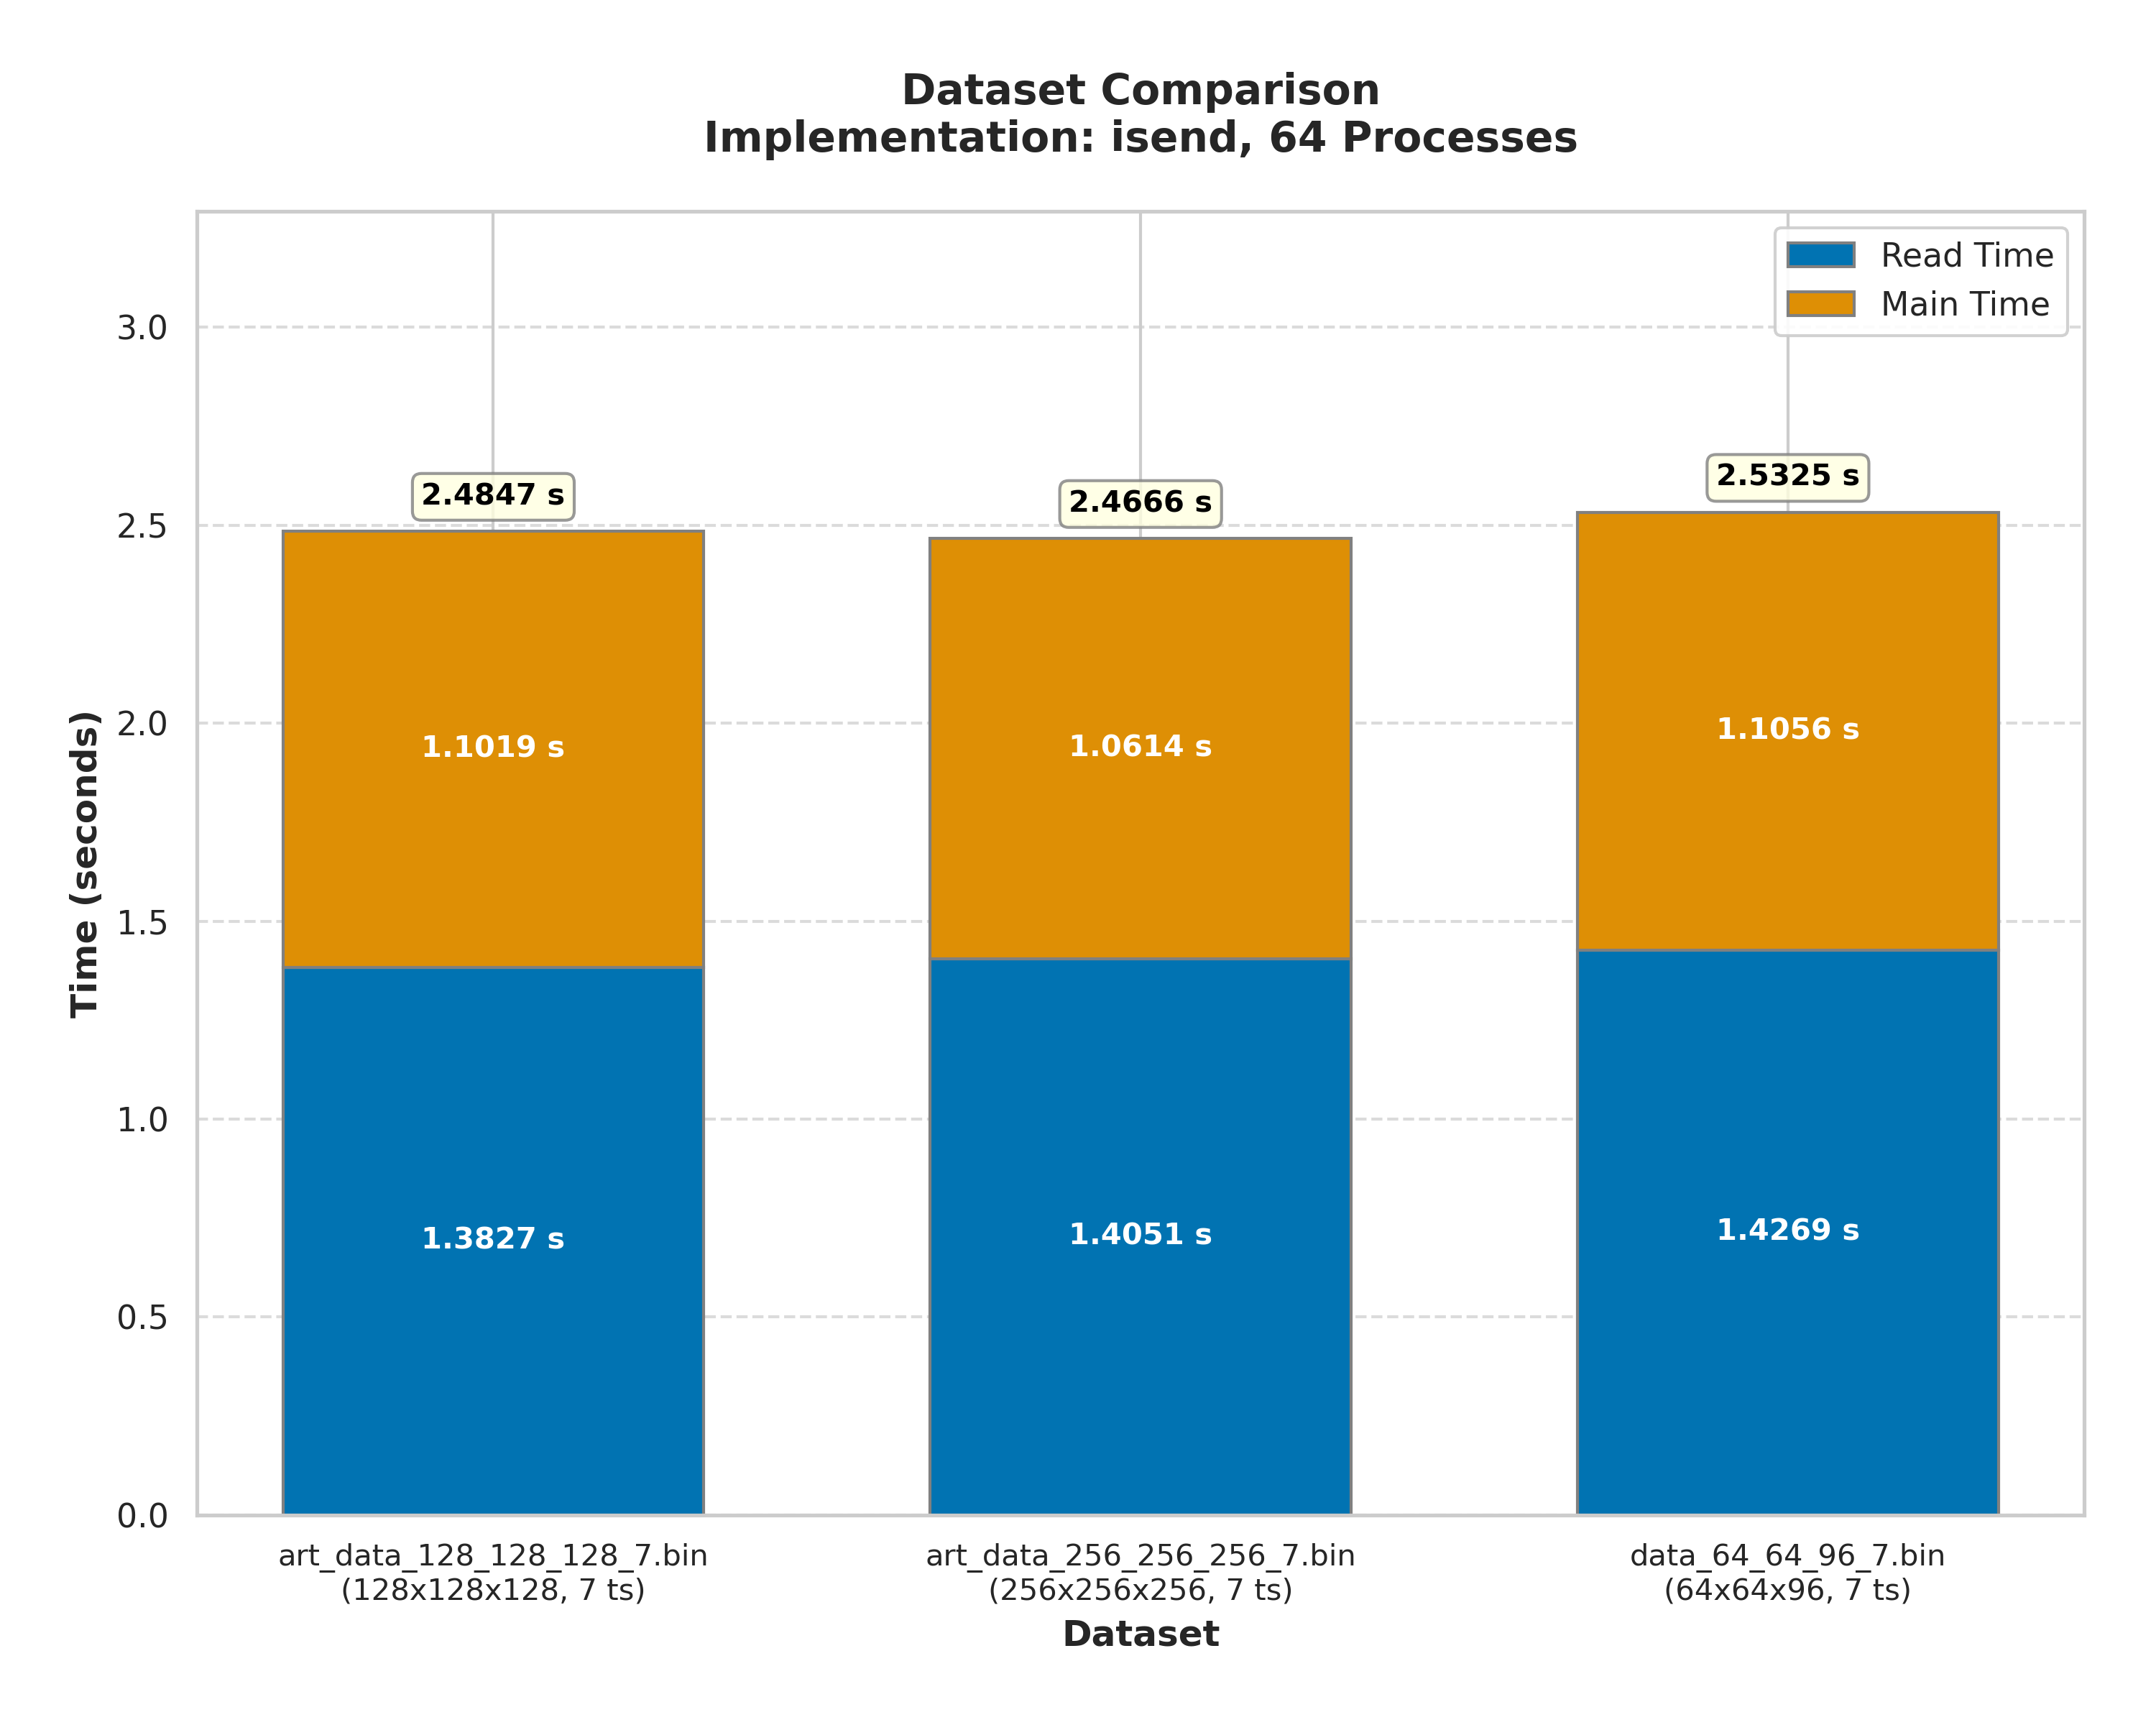 Dataset Comparison
Implementation: isend, 64 Processes
Read Time
Main Time
Time (seconds)
3.0
2.5
2.0
1.5
1.0
0.5
0.0
2.4847 s
2.4666 s
2.5325 s
1.1019 s
1.0614 s
1.1056 s
1.3827 s
1.4051 s
1.4269 s
art_data_128_128_128_7.bin
(128x128x128, 7 ts)
art_data_256_256_256_7.bin
(256x256x256, 7 ts)
data_64_64_96_7.bin
(64x64x96, 7 ts)
Dataset